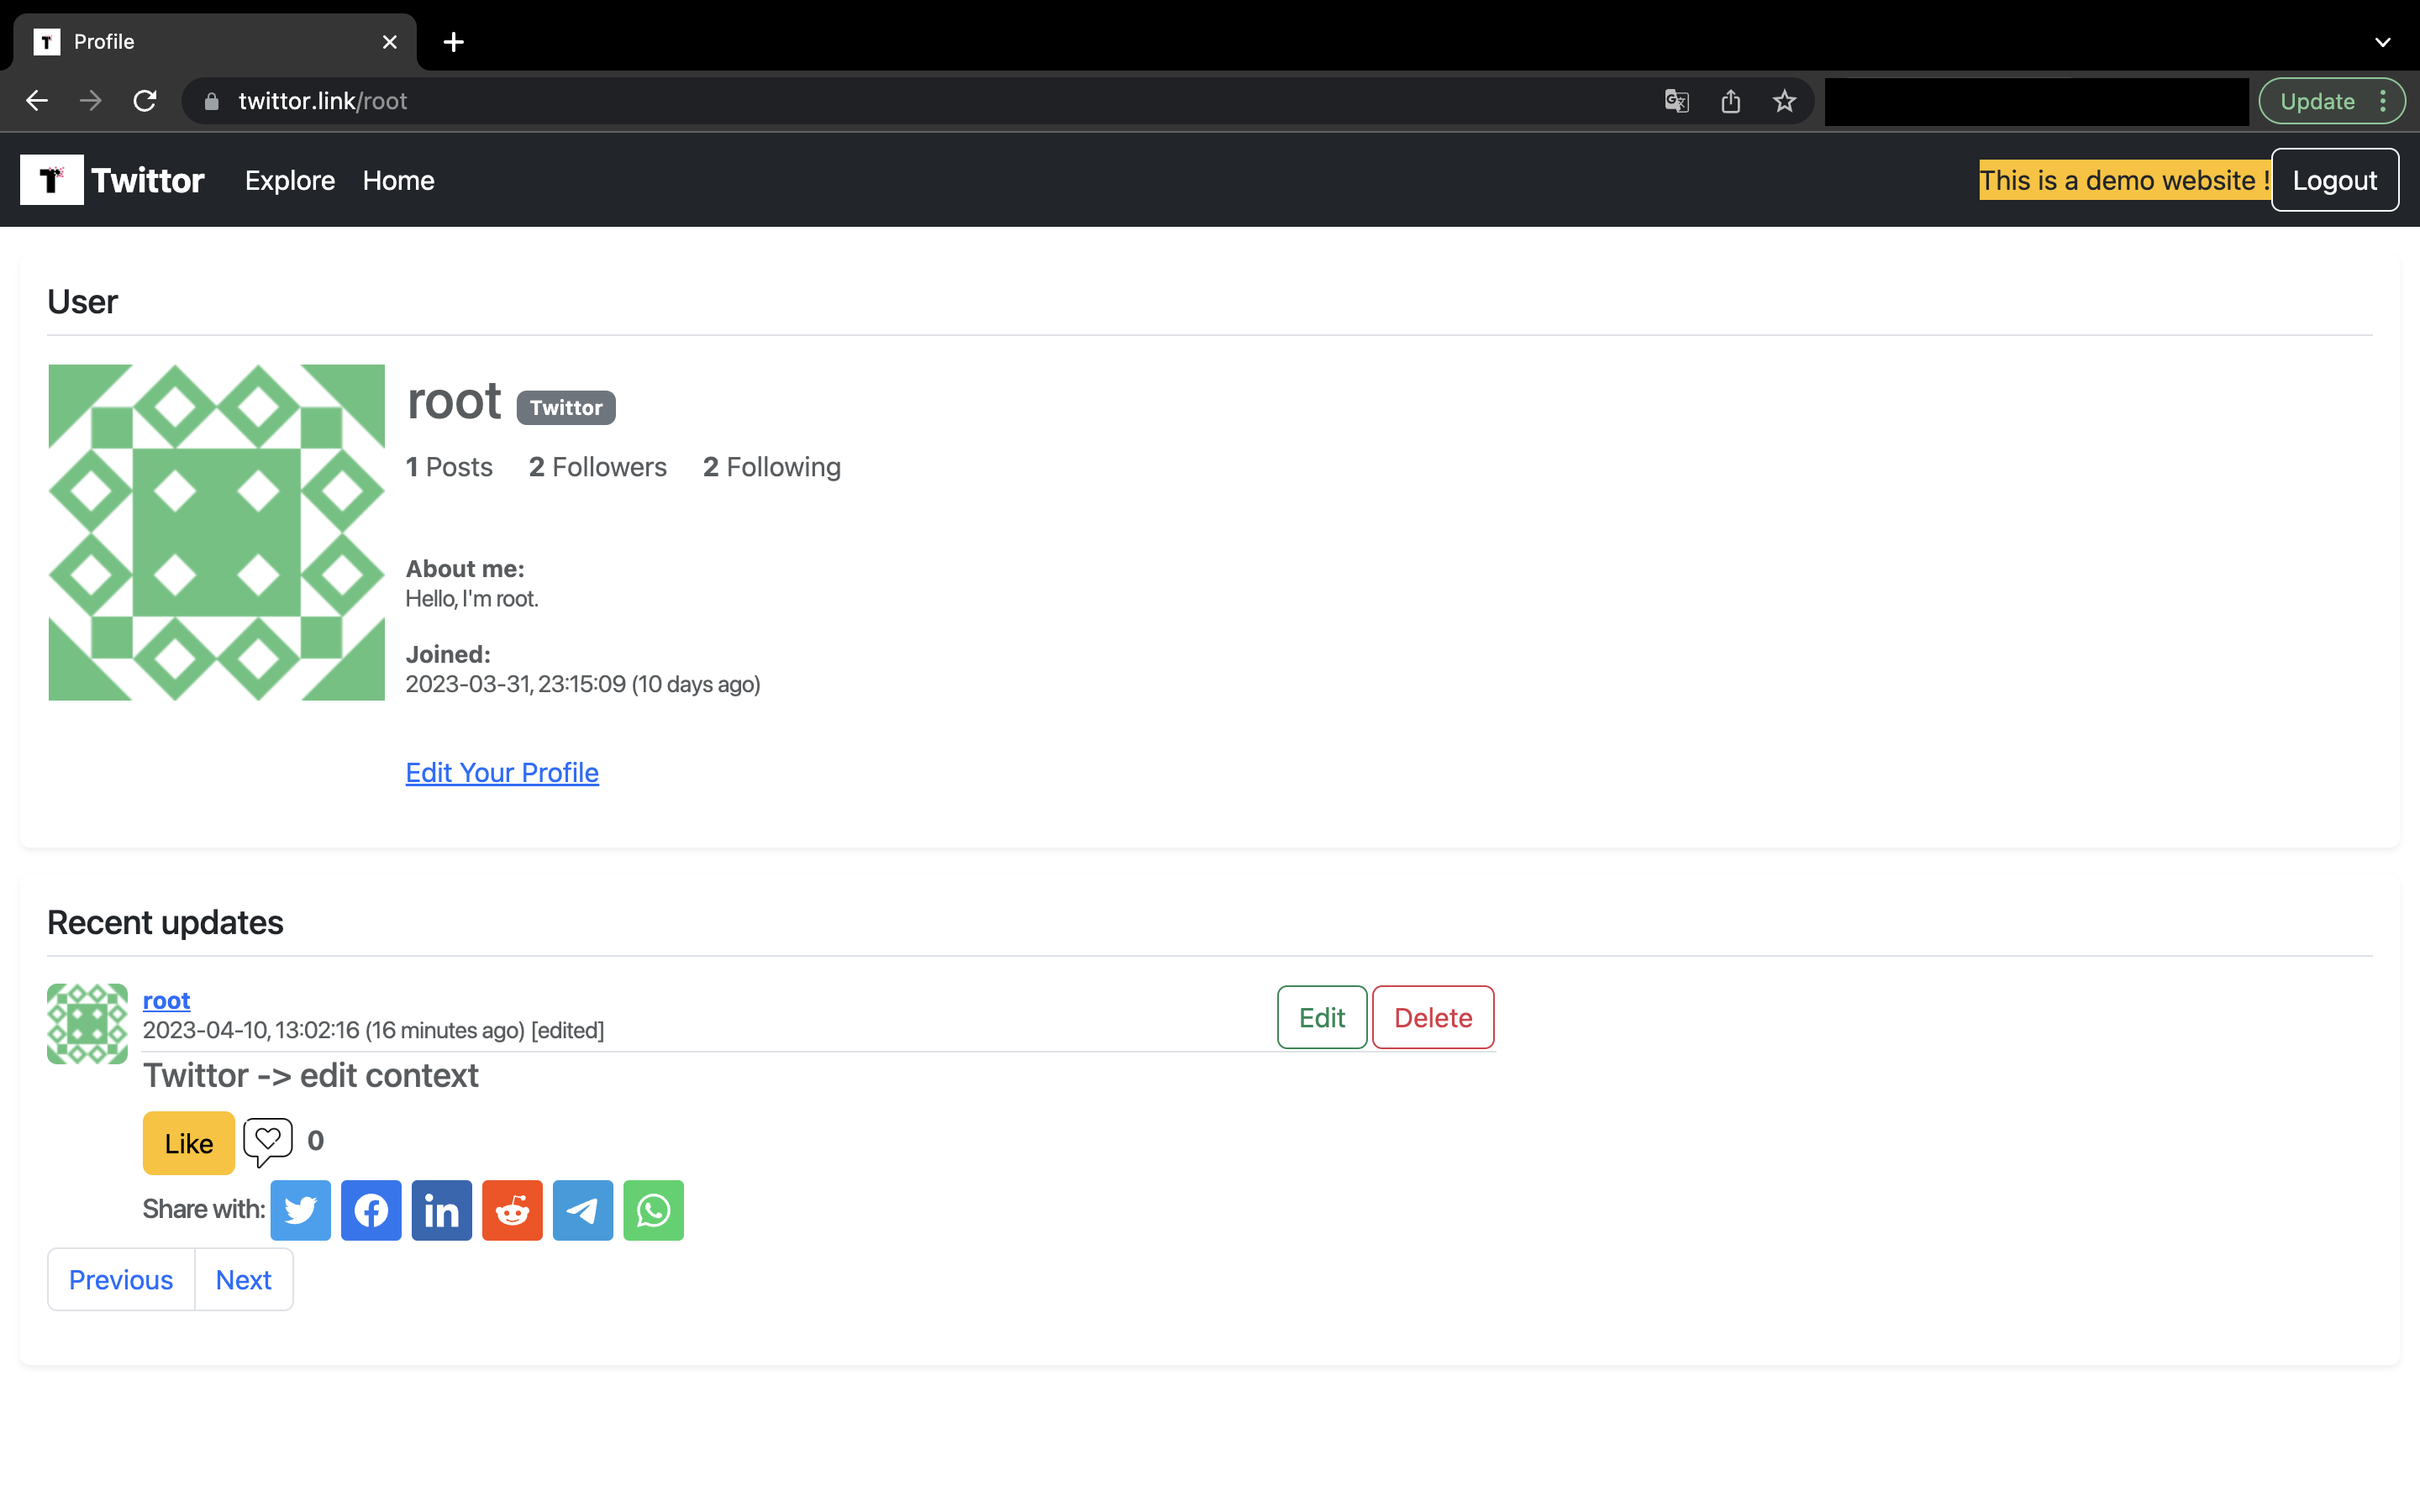 Profile
twittor.link/root
Update
Twittor Explore Home This is a demo website ! Logout
User
root Twittor
1 Posts 2 Followers 2 Following
About me:
Hello, I'm root.
Joined:
2023-03-31, 23:15:09 (10 days ago)
Edit Your Profile
Recent updates
root
2023-04-10, 13:02:16 (16 minutes ago) [edited]
Edit Delete
Twittor -> edit context
Like 0
Share with:
Previous Next